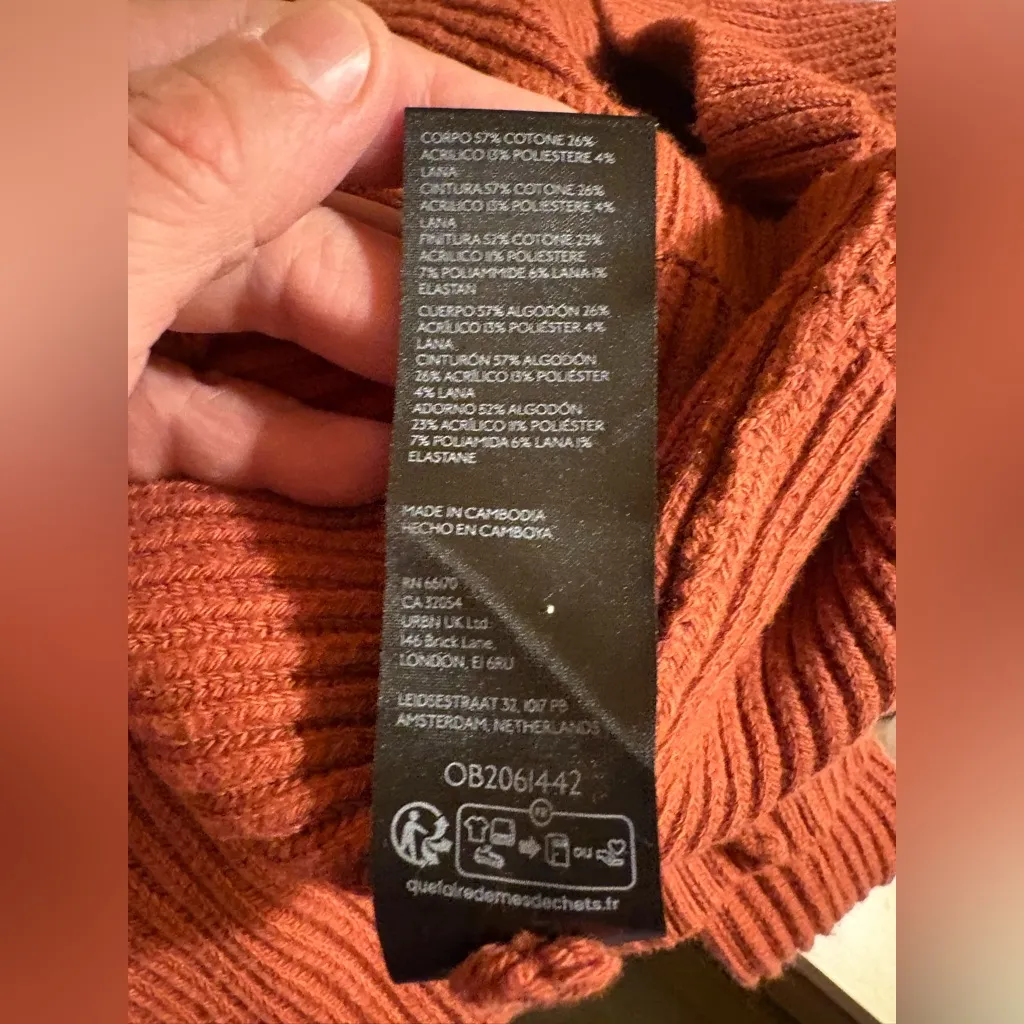 CORPO 57% COTONE 26%
ACRILICO 13% POLIESTERE 4%
LANA
CINTURA 57% COTONE 26%
ACRILICO 13% POLIESTERE 4%
LANA
FINITURA 52% COTONE 23%
ACRILICO 11% POLIESTERE
7% POLIAMMIDE 6% LANA 1%
ELASTAN
CUERPO 57% ALGODÓN 26%
ACRÍLICO 13% POLIÉSTER 4%
LANA
CINTURÓN 57% ALGODÓN
26% ACRÍLICO 13% POLIÉSTER
4% LANA
ADORNO 52% ALGODÓN
23% ACRÍLICO 11% POLIÉSTER
7% POLIAMIDA 6% LANA 1%
ELASTANE
MADE IN CAMBODIA
HECHO EN CAMBOYA
RN 66170
CA 32054
URBN UK Ltd
146 Brick Lane,
LONDON, E1 6RU
LEIDSESTRAAT 32, 1017 PB
AMSTERDAM, NETHERLANDS
OB2061442
FR
OU
quefairedemesdechets.fr